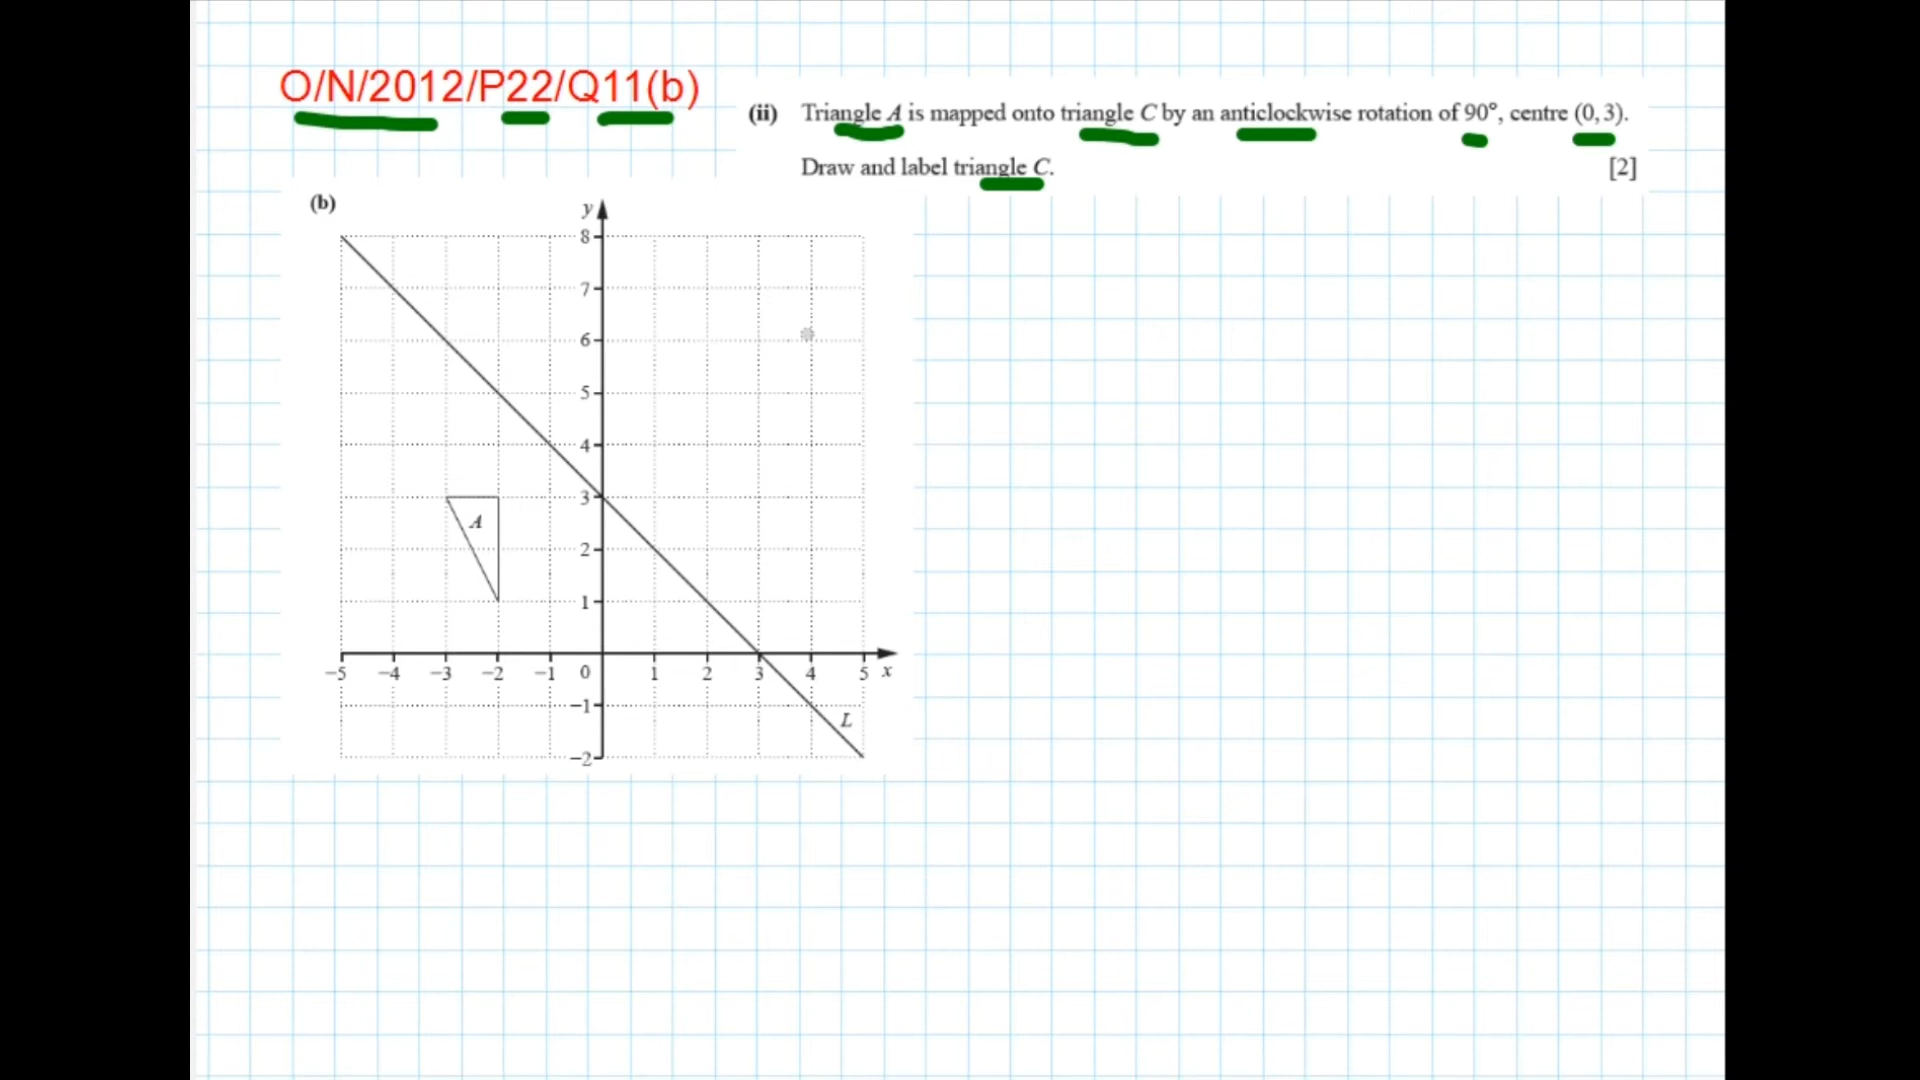 O/N/2012/P22/Q11(b)
(ii) Triangle A is mapped onto triangle C by an anticlockwise rotation of 90°, centre (0, 3).
Draw and label triangle C. [2]
(b)
y
8
7
6
5
4
3
A
2
1
−5 −4 −3 −2 −1 0 1 2 3 4 5 x
−1
L
−2